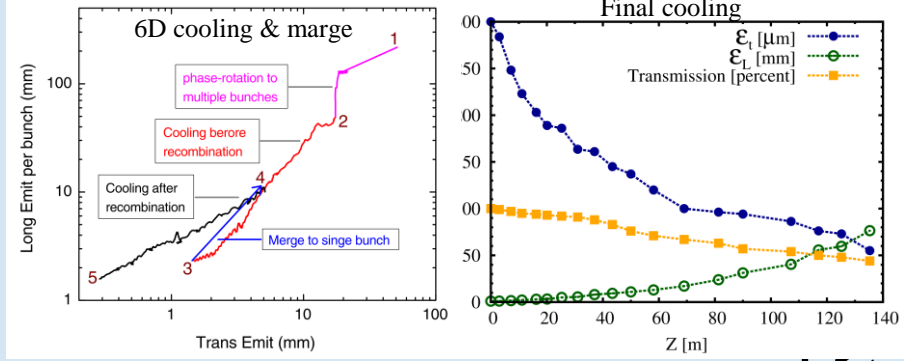 6D cooling & marge
Long Emit per bunch (mm)
100
10
1
1
phase-rotation to
multiple bunches
2
Cooling berore
recombination
4
Cooling after
recombination
Merge to singe bunch
3
5
1
10
100
Trans Emit (mm)
Final cooling
00
50
00
50
00
50
0
εt [μm]
εL [mm]
Transmission [percent]
0
20
40
60
80
100
120
140
Z [m]